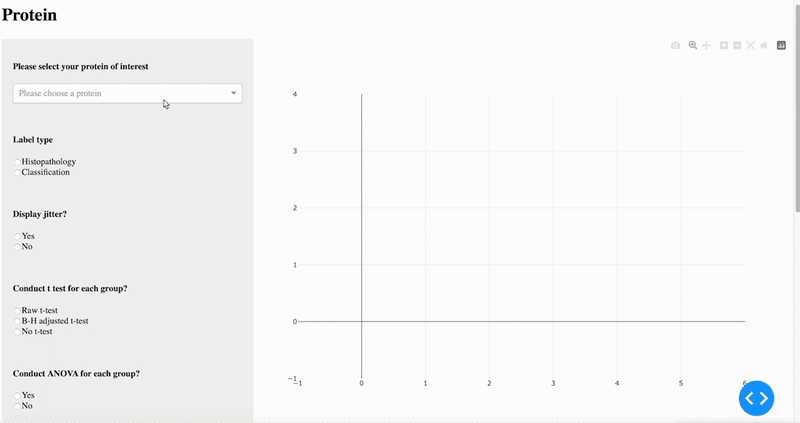 Protein
Please select your protein of interest
Please choose a protein
Label type
Histopathology
Classification
Display jitter?
Yes
No
Conduct t test for each group?
Raw t-test
B-H adjusted t-test
No t-test
Conduct ANOVA for each group?
Yes
No
4
3
2
1
0
−1
−1 0 1 2 3 4 5 6